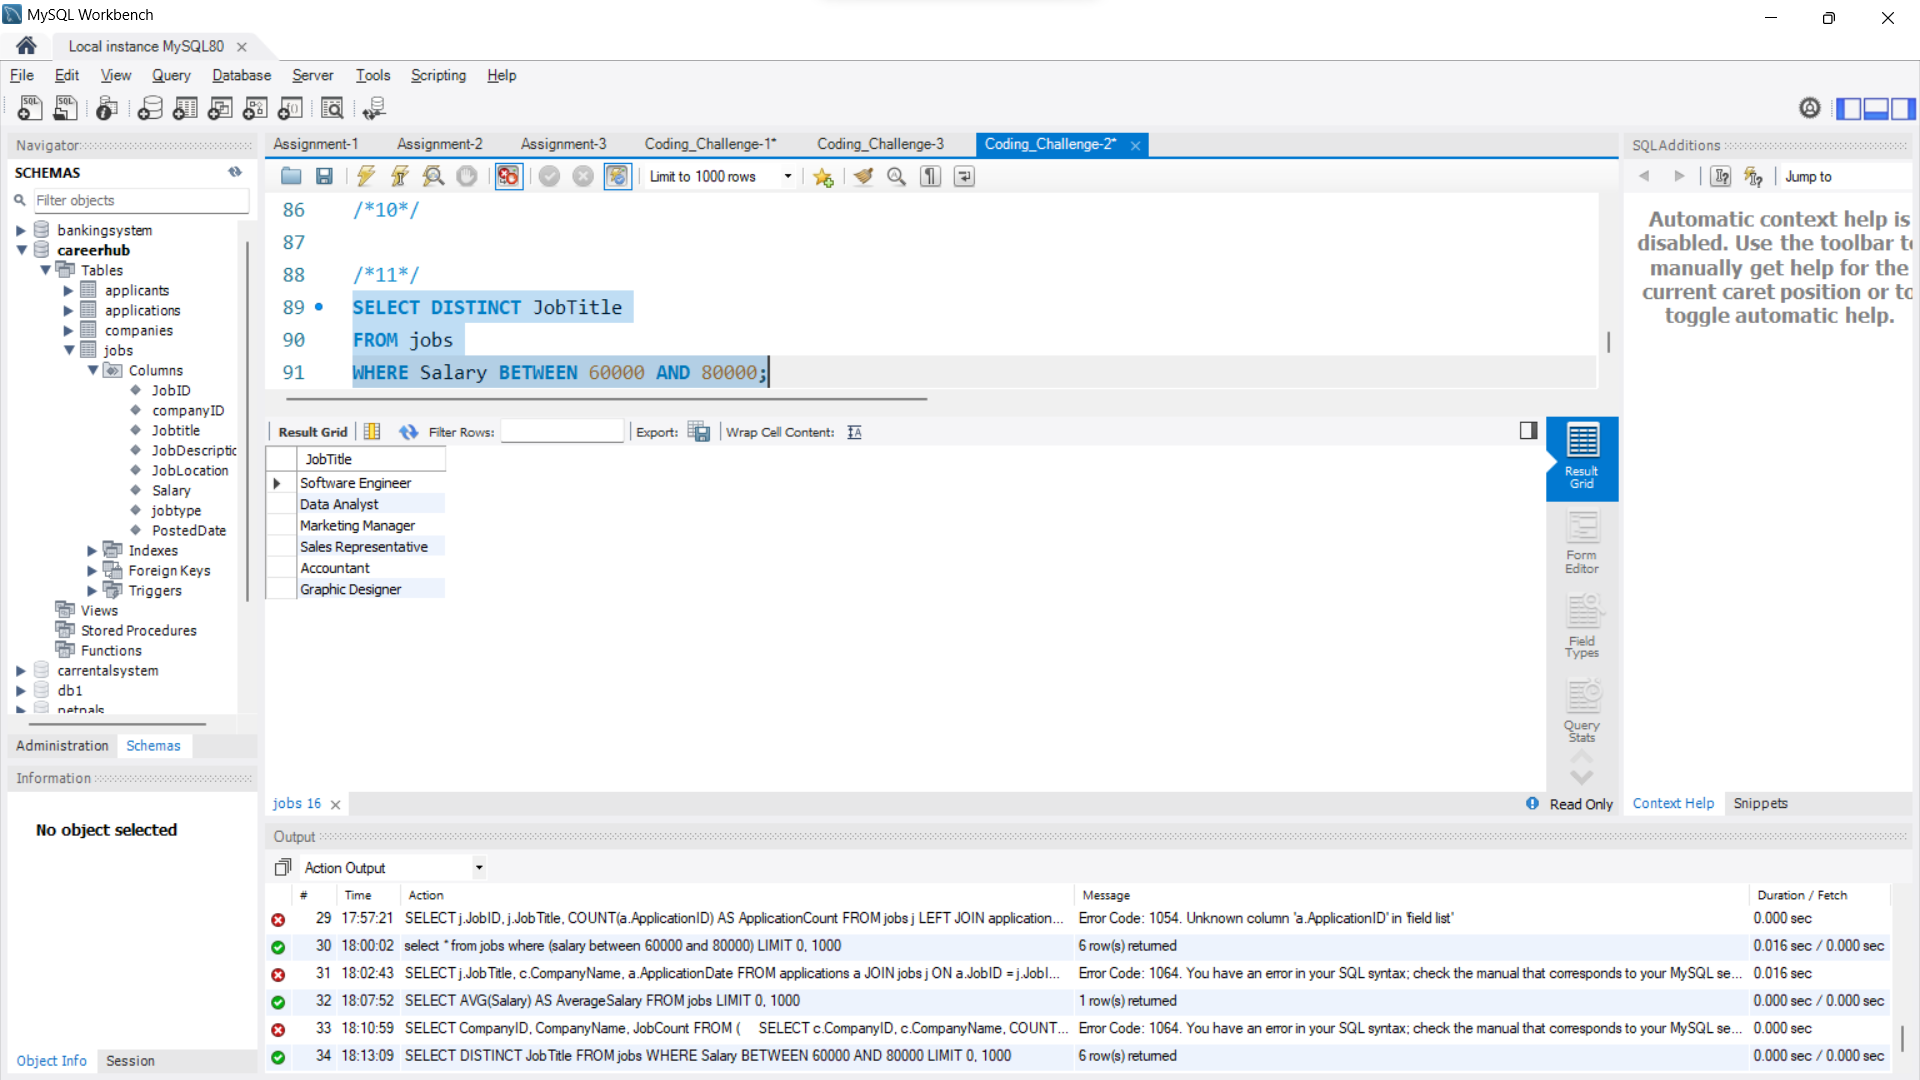 MySQL Workbench
Local instance MySQL80
File Edit View Query Database Server Tools Scripting Help
Navigator
SCHEMAS
Filter objects
bankingsystem
careerhub
Tables
applicants
applications
companies
jobs
Columns
JobID
companyID
Jobtitle
JobDescriptic
JobLocation
Salary
jobtype
PostedDate
Indexes
Foreign Keys
Triggers
Views
Stored Procedures
Functions
carrentalsystem
db1
netpals
Administration Schemas
Information
No object selected
Object Info Session
Assignment-1 Assignment-2 Assignment-3 Coding_Challenge-1* Coding_Challenge-3 Coding_Challenge-2*
Limit to 1000 rows
86 /*10*/
87
88 /*11*/
89 SELECT DISTINCT JobTitle
90 FROM jobs
91 WHERE Salary BETWEEN 60000 AND 80000;
Result Grid Filter Rows: Export: Wrap Cell Content:
JobTitle
Software Engineer
Data Analyst
Marketing Manager
Sales Representative
Accountant
Graphic Designer
Result Grid
Form Editor
Field Types
Query Stats
jobs 16
Read Only
SQLAdditions
Jump to
Automatic context help is
disabled. Use the toolbar to
manually get help for the
current caret position or to
toggle automatic help.
Context Help Snippets
Output
Action Output
# Time Action Message Duration / Fetch
29 17:57:21 SELECT j.JobID, j.JobTitle, COUNT(a.ApplicationID) AS ApplicationCount FROM jobs j LEFT JOIN application... Error Code: 1054. Unknown column 'a.ApplicationID' in 'field list' 0.000 sec
30 18:00:02 select * from jobs where (salary between 60000 and 80000) LIMIT 0, 1000 6 row(s) returned 0.016 sec / 0.000 sec
31 18:02:43 SELECT j.JobTitle, c.CompanyName, a.ApplicationDate FROM applications a JOIN jobs j ON a.JobID = j.JobI... Error Code: 1064. You have an error in your SQL syntax; check the manual that corresponds to your MySQL se... 0.016 sec
32 18:07:52 SELECT AVG(Salary) AS AverageSalary FROM jobs LIMIT 0, 1000 1 row(s) returned 0.000 sec / 0.000 sec
33 18:10:59 SELECT CompanyID, CompanyName, JobCount FROM ( SELECT c.CompanyID, c.CompanyName, COUNT... Error Code: 1064. You have an error in your SQL syntax; check the manual that corresponds to your MySQL se... 0.000 sec
34 18:13:09 SELECT DISTINCT JobTitle FROM jobs WHERE Salary BETWEEN 60000 AND 80000 LIMIT 0, 1000 6 row(s) returned 0.000 sec / 0.000 sec